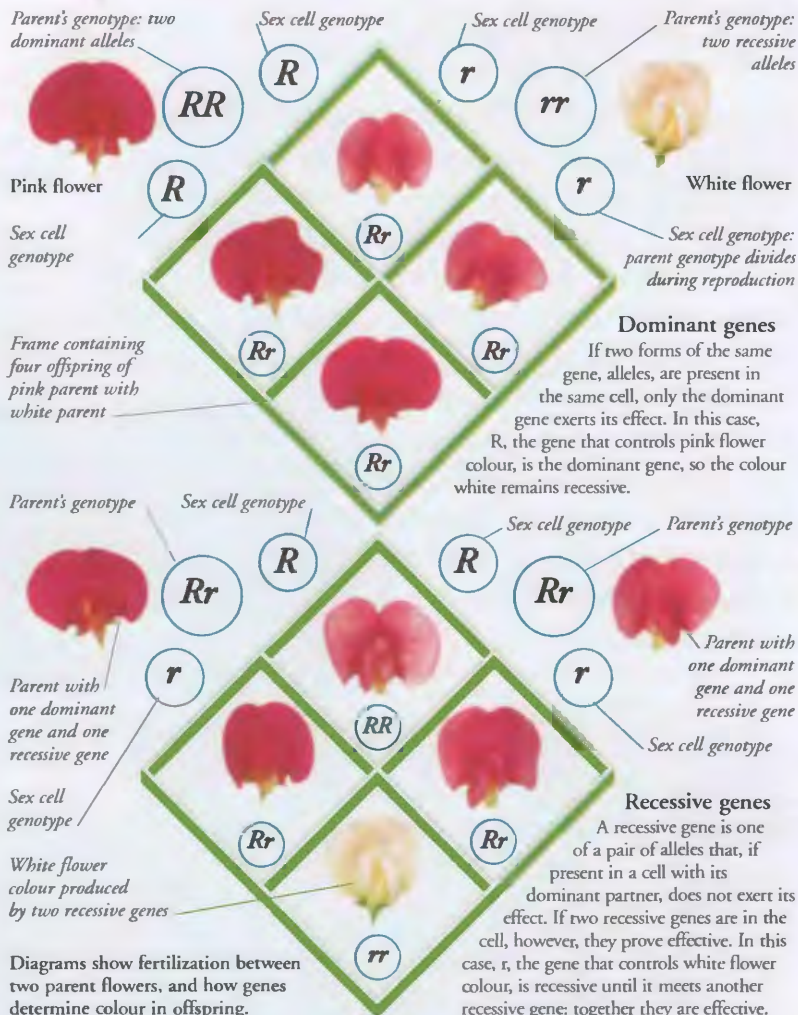 Parent's genotype: two
dominant alleles
Sex cell genotype
Sex cell genotype
Parent's genotype:
two recessive
alleles
RR
R
r
rr
Pink flower
R
r
White flower
Sex cell
genotype
Rr
Sex cell genotype:
parent genotype divides
during reproduction
Rr
Rr
Frame containing
four offspring of
pink parent with
white parent
Rr
Dominant genes
If two forms of the same
gene, alleles, are present in
the same cell, only the dominant
gene exerts its effect. In this case,
R, the gene that controls pink flower
colour, is the dominant gene, so the colour
white remains recessive.
Parent's genotype
Sex cell genotype
Sex cell genotype
Parent's genotype
Rr
R
R
Rr
r
r
Parent with
one dominant
gene and one
recessive gene
Parent with
one dominant
gene and one
recessive gene
RR
Sex cell genotype
Sex cell
genotype
Rr
Rr
White flower
colour produced
by two recessive genes
rr
Recessive genes
A recessive gene is one
of a pair of alleles that, if
present in a cell with its
dominant partner, does not exert its
effect. If two recessive genes are in the
cell, however, they prove effective. In this
case, r, the gene that controls white flower
colour, is recessive until it meets another
recessive gene: together they are effective.
Diagrams show fertilization between
two parent flowers, and how genes
determine colour in offspring.